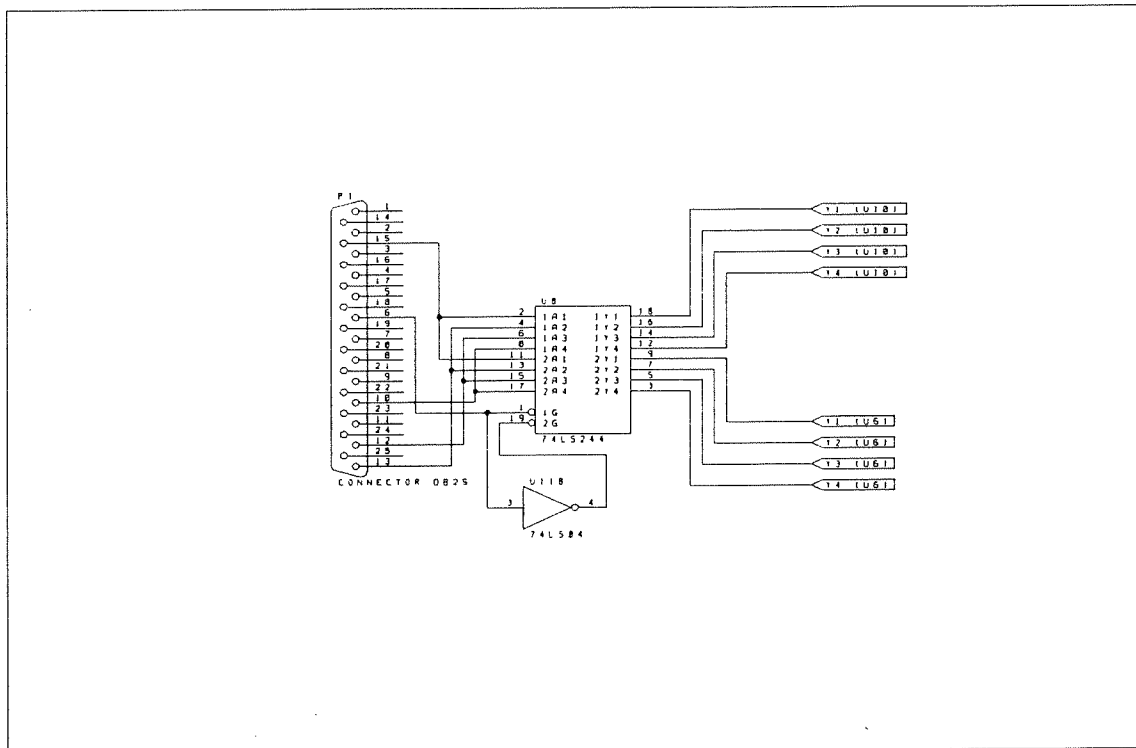 P1
1
14
2
15
3
16
4
17
5
18
6
19
7
20
8
21
9
22
10
23
11
24
12
25
13
CONNECTOR DB25
U8
2 1A1 1Y1 18
4 1A2 1Y2 16
6 1A3 1Y3 14
8 1A4 1Y4 12
11 2A1 2Y1 9
13 2A2 2Y2 7
15 2A3 2Y3 5
17 2A4 2Y4 3
1 1G
19 2G
74LS244
U11B
3 4
74LS04
Y1 (U10)
Y2 (U10)
Y3 (U10)
Y4 (U10)
Y1 (U6)
Y2 (U6)
Y3 (U6)
Y4 (U6)